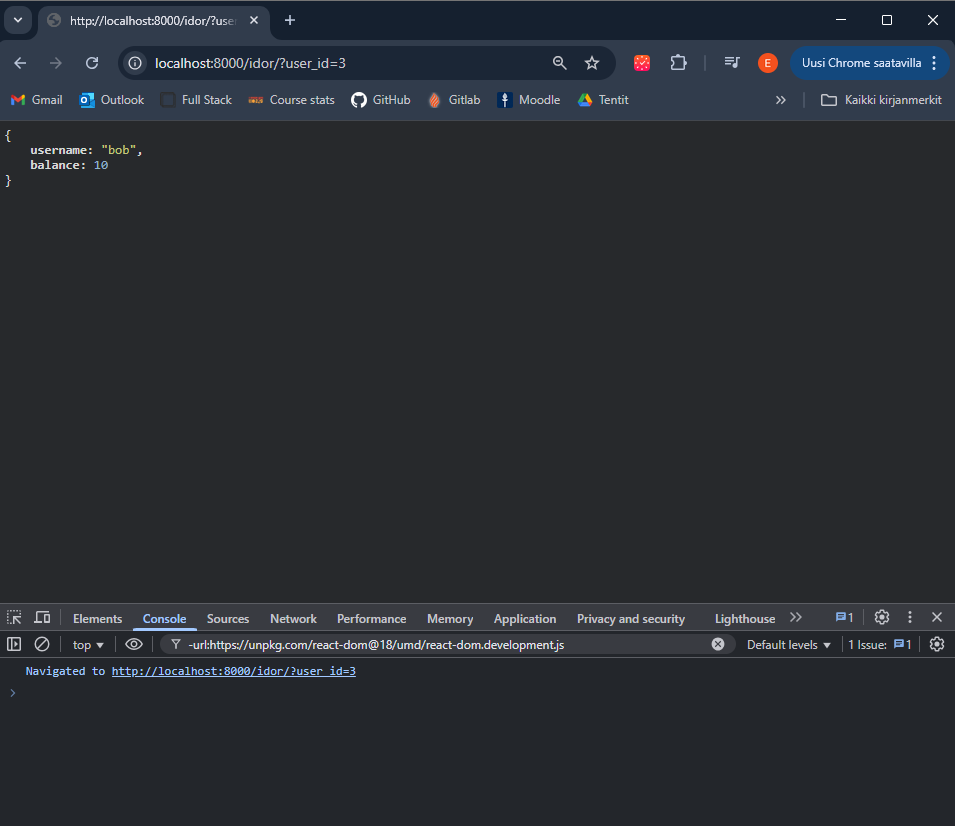 http://localhost:8000/idor/?use
localhost:8000/idor/?user_id=3
E
Uusi Chrome saatavilla
Gmail
Outlook
Full Stack
Course stats
GitHub
Gitlab
Moodle
Tentit
Kaikki kirjanmerkit
{
username: "bob",
balance: 10
}
Elements
Console
Sources
Network
Performance
Memory
Application
Privacy and security
Lighthouse
1
top
-url:https://unpkg.com/react-dom@18/umd/react-dom.development.js
Default levels
1 Issue: 1
Navigated to http://localhost:8000/idor/?user_id=3